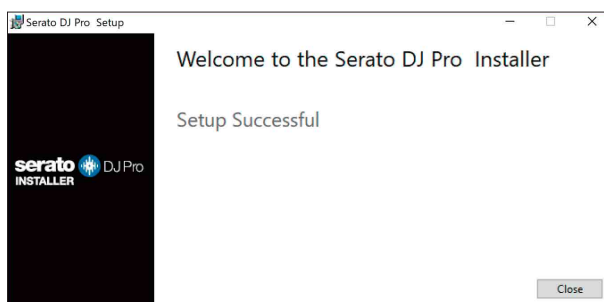 Serato DJ Pro  Setup
Welcome to the Serato DJ Pro  Installer
Setup Successful
serato DJ Pro
INSTALLER
Close